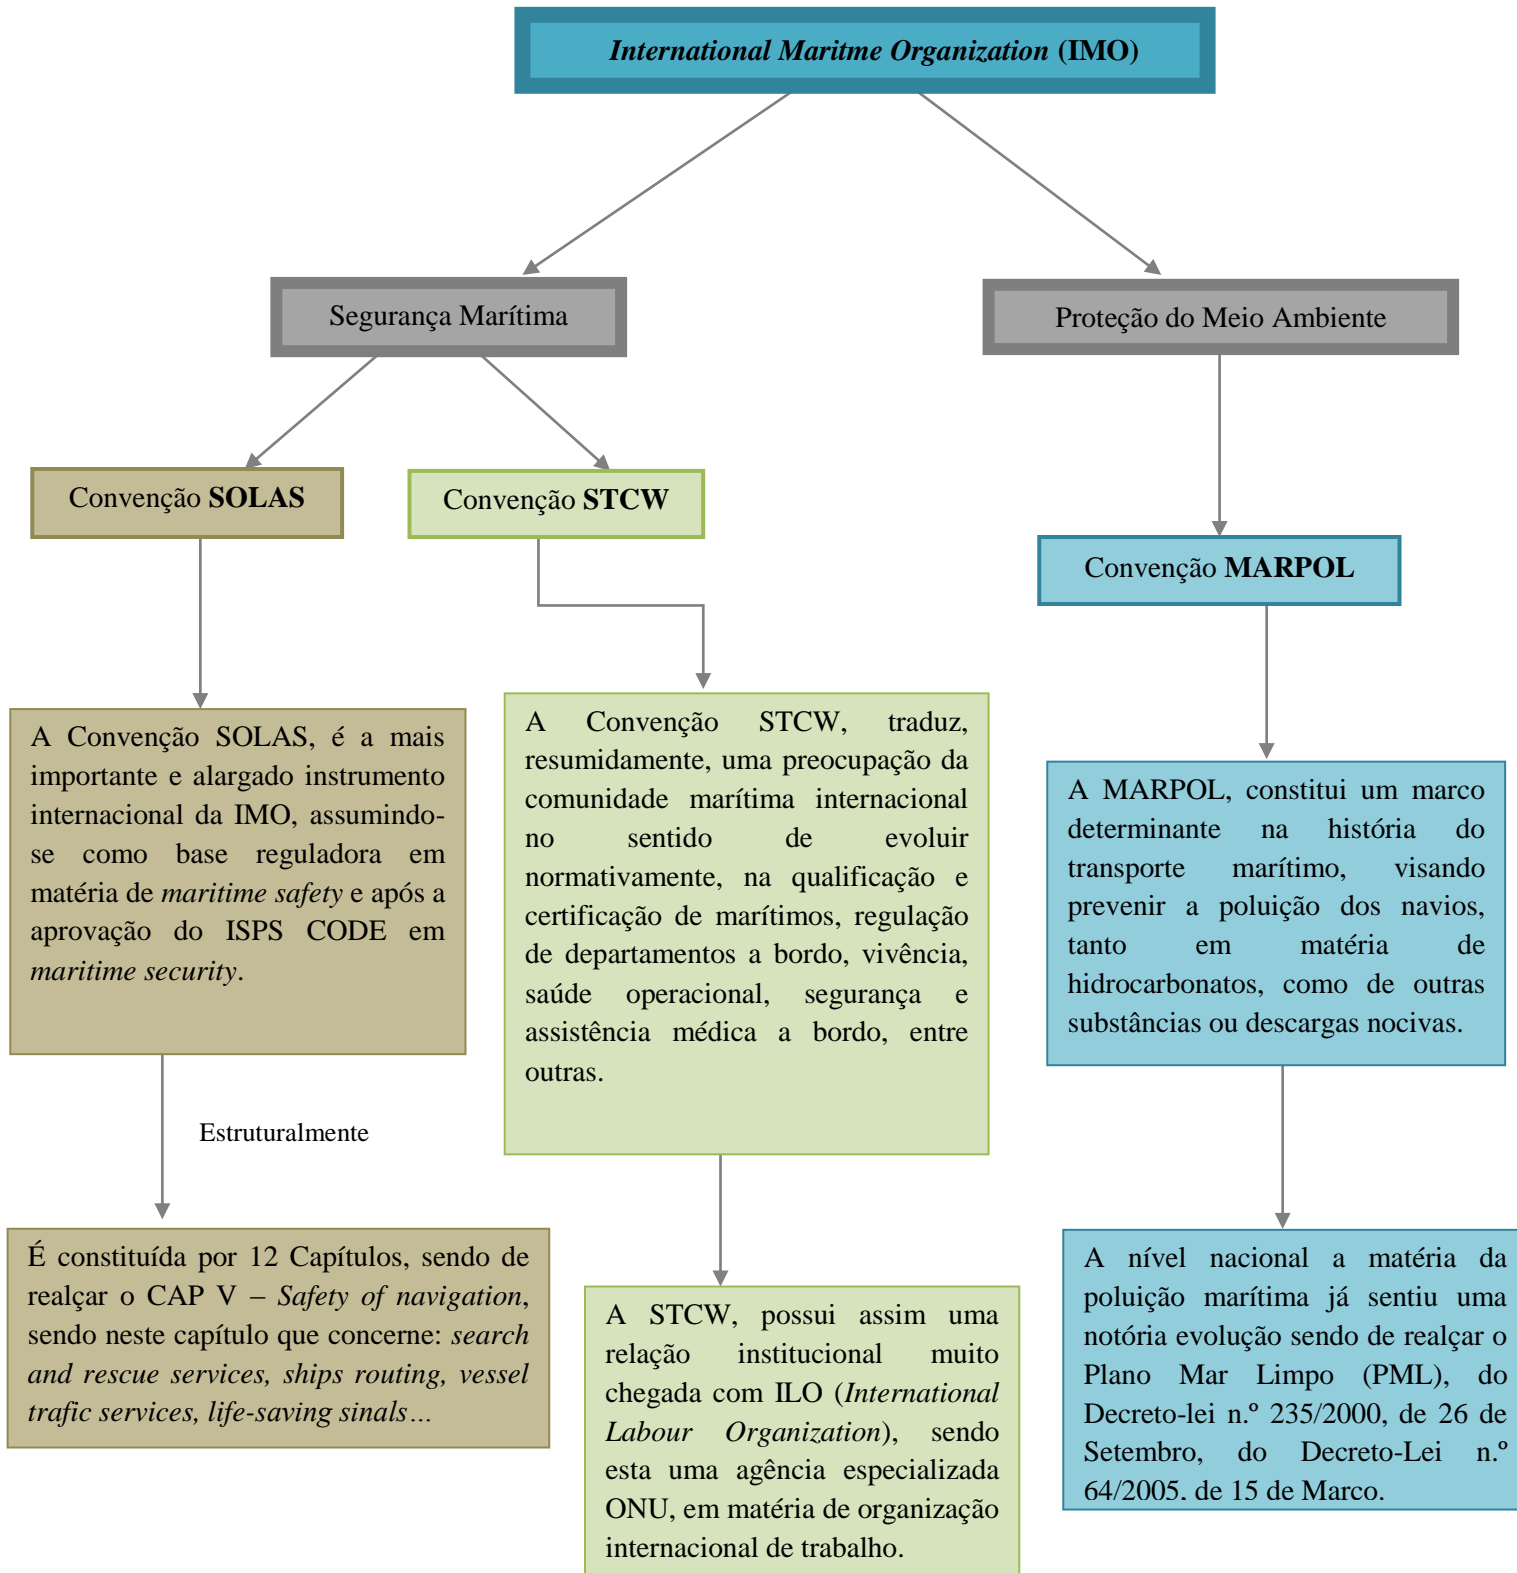 International Maritme Organization (IMO)
Segurança Marítima
Proteção do Meio Ambiente
Convenção SOLAS
Convenção STCW
Convenção MARPOL
A Convenção SOLAS, é a mais
importante e alargado instrumento
internacional da IMO, assumindo-
se como base reguladora em
matéria de maritime safety e após a
aprovação do ISPS CODE em
maritime security.
A Convenção STCW, traduz,
resumidamente, uma preocupação da
comunidade marítima internacional
no sentido de evoluir
normativamente, na qualificação e
certificação de marítimos, regulação
de departamentos a bordo, vivência,
saúde operacional, segurança e
assistência médica a bordo, entre
outras.
A MARPOL, constitui um marco
determinante na história do
transporte marítimo, visando
prevenir a poluição dos navios,
tanto em matéria de
hidrocarbonatos, como de outras
substâncias ou descargas nocivas.
Estruturalmente
É constituída por 12 Capítulos, sendo de
realçar o CAP V – Safety of navigation,
sendo neste capítulo que concerne: search
and rescue services, ships routing, vessel
trafic services, life-saving sinals…
A STCW, possui assim uma
relação institucional muito
chegada com ILO (International
Labour Organization), sendo
esta uma agência especializada
ONU, em matéria de organização
internacional de trabalho.
A nível nacional a matéria da
poluição marítima já sentiu uma
notória evolução sendo de realçar o
Plano Mar Limpo (PML), do
Decreto-lei n.º 235/2000, de 26 de
Setembro, do Decreto-Lei n.º
64/2005, de 15 de Marco.